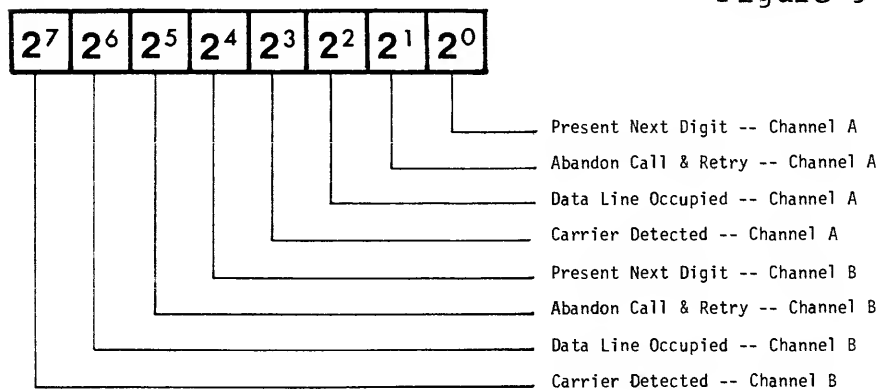 2⁷ 2⁶ 2⁵ 2⁴ 2³ 2² 2¹ 2⁰
Present Next Digit -- Channel A
Abandon Call & Retry -- Channel A
Data Line Occupied -- Channel A
Carrier Detected -- Channel A
Present Next Digit -- Channel B
Abandon Call & Retry -- Channel B
Data Line Occupied -- Channel B
Carrier Detected -- Channel B